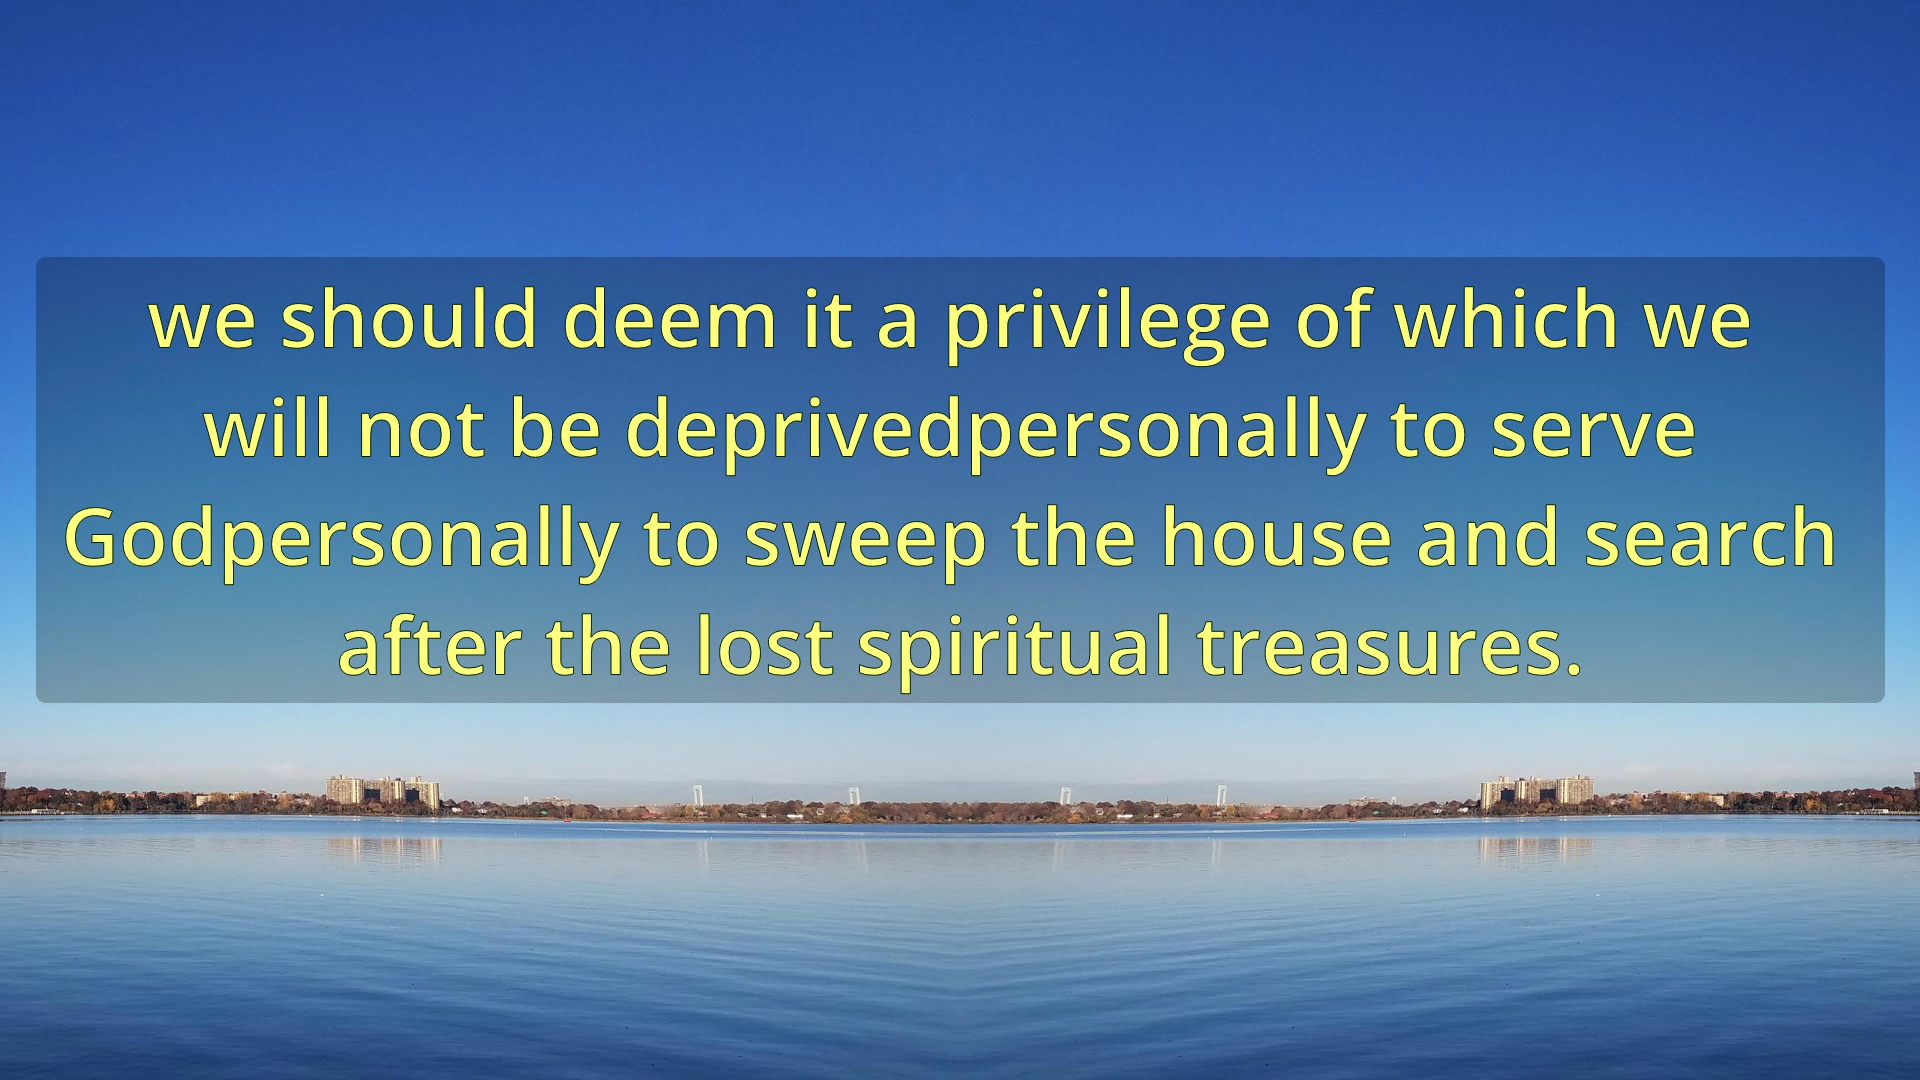 we should deem it a privilege of which we
will not be deprivedpersonally to serve
Godpersonally to sweep the house and search
after the lost spiritual treasures.